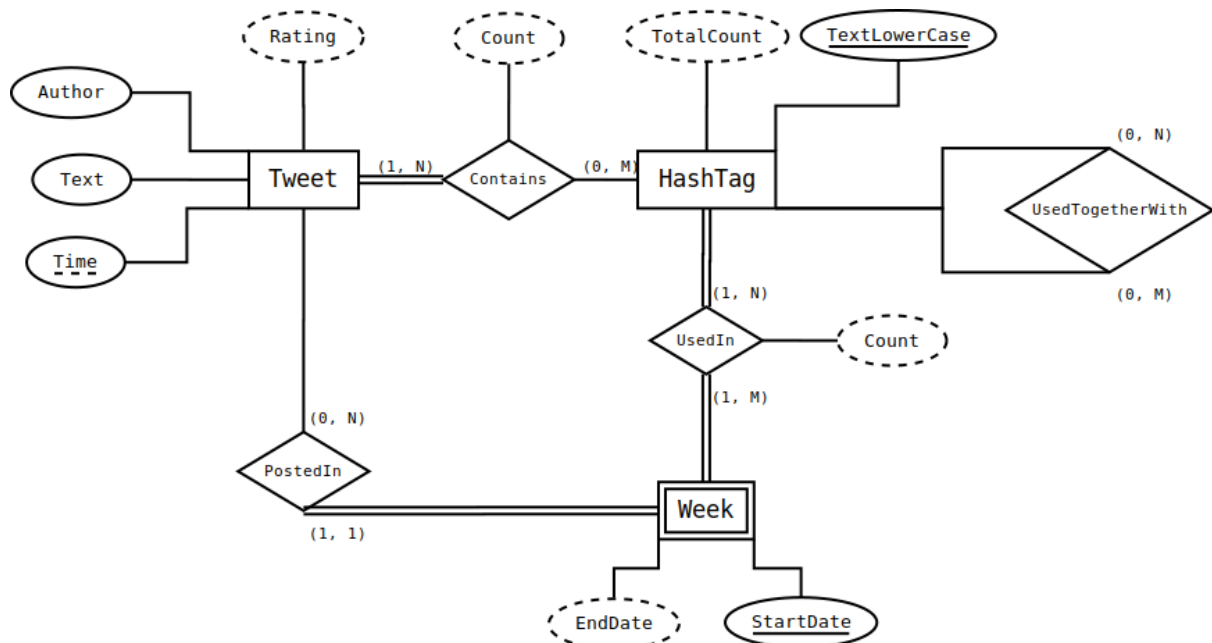 Rating
Count
TotalCount
TextLowerCase
Author
(0, N)
(1, N)
(0, M)
Text
Tweet
Contains
HashTag
UsedTogetherWith
Time
(1, N)
(0, M)
UsedIn
Count
(1, M)
(0, N)
PostedIn
Week
(1, 1)
EndDate
StartDate